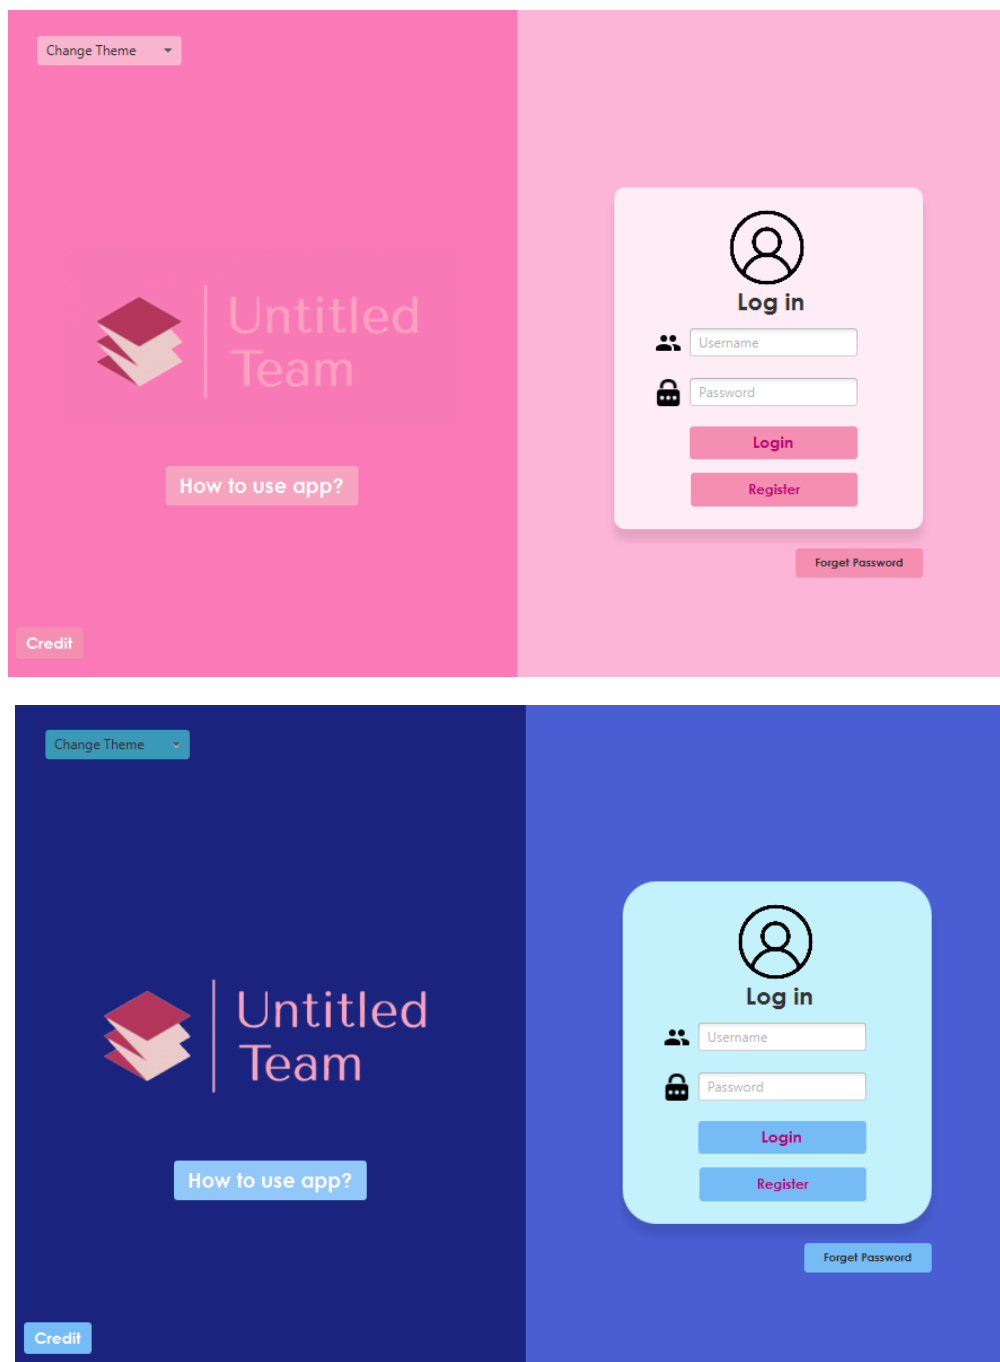 Change Theme
Untitled
Team
How to use app?
Credit
Log in
Username
Password
Login
Register
Forget Password
Change Theme
Untitled
Team
How to use app?
Credit
Log in
Username
Password
Login
Register
Forget Password